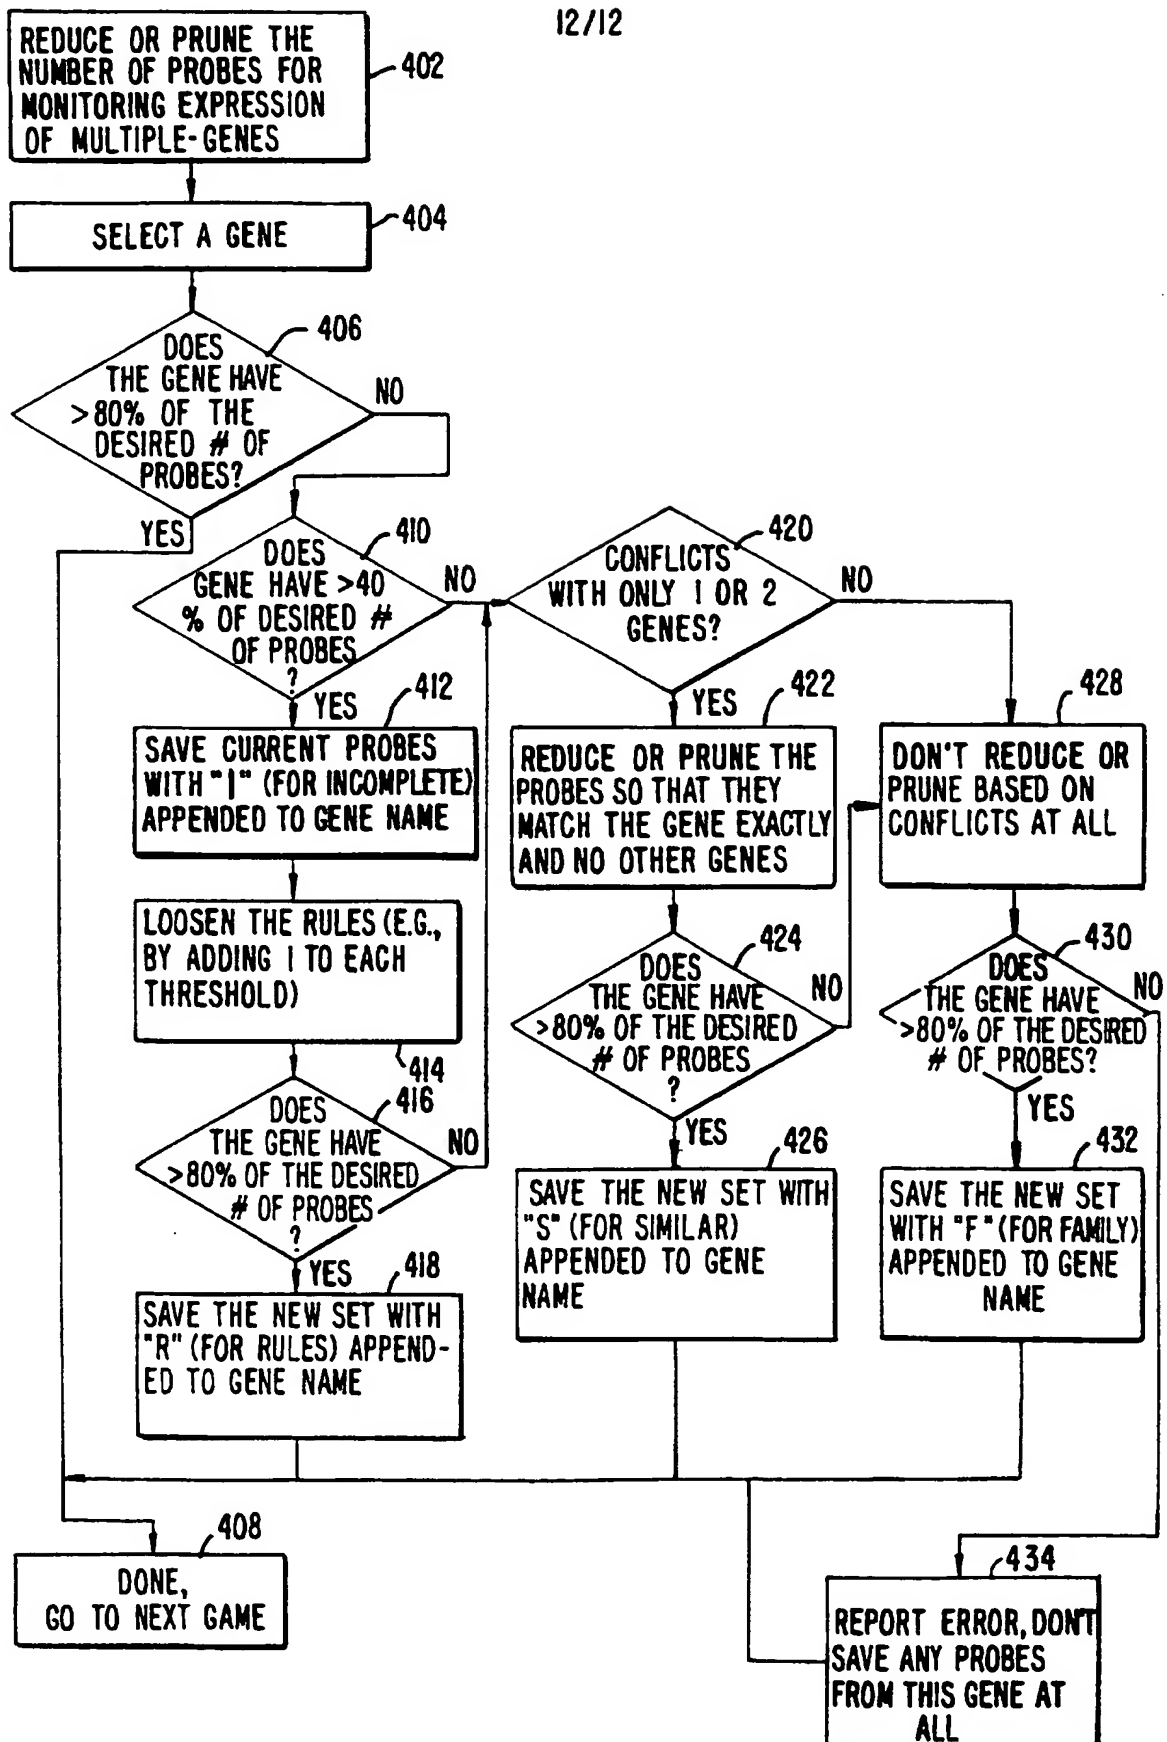 12/12
REDUCE OR PRUNE THE
NUMBER OF PROBES FOR
MONITORING EXPRESSION
OF MULTIPLE-GENES
402
SELECT A GENE
404
406
DOES
THE GENE HAVE
>80% OF THE
DESIRED # OF
PROBES?
NO
YES
410
DOES
GENE HAVE >40
% OF DESIRED #
OF PROBES
?
NO
YES
412
SAVE CURRENT PROBES
WITH "I" (FOR INCOMPLETE)
APPENDED TO GENE NAME
LOOSEN THE RULES (E.G.,
BY ADDING 1 TO EACH
THRESHOLD)
414
416
DOES
THE GENE HAVE
>80% OF THE DESIRED
# OF PROBES
?
NO
YES
418
SAVE THE NEW SET WITH
"R" (FOR RULES) APPEND-
ED TO GENE NAME
420
CONFLICTS
WITH ONLY 1 OR 2
GENES?
NO
YES
422
REDUCE OR PRUNE THE
PROBES SO THAT THEY
MATCH THE GENE EXACTLY
AND NO OTHER GENES
424
DOES
THE GENE HAVE
>80% OF THE DESIRED
# OF PROBES
?
NO
YES
426
SAVE THE NEW SET WITH
"S" (FOR SIMILAR)
APPENDED TO GENE
NAME
428
DON'T REDUCE OR
PRUNE BASED ON
CONFLICTS AT ALL
430
DOES
THE GENE HAVE
>80% OF THE DESIRED
# OF PROBES?
NO
YES
432
SAVE THE NEW SET
WITH "F" (FOR FAMILY)
APPENDED TO GENE
NAME
408
DONE,
GO TO NEXT GAME
434
REPORT ERROR, DON'T
SAVE ANY PROBES
FROM THIS GENE AT
ALL